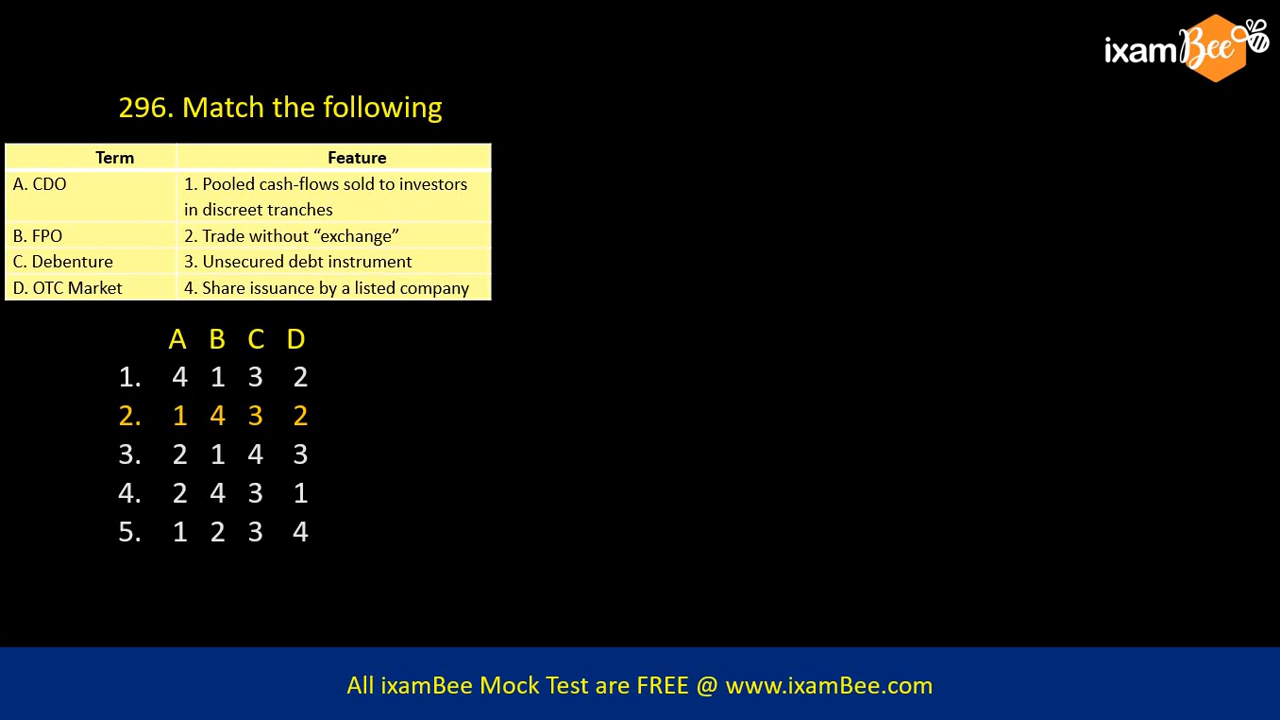 ixamBee
296. Match the following
Term Feature
A. CDO 1. Pooled cash-flows sold to investors
in discreet tranches
B. FPO 2. Trade without “exchange”
C. Debenture 3. Unsecured debt instrument
D. OTC Market 4. Share issuance by a listed company
A B C D
1. 4 1 3 2
2. 1 4 3 2
3. 2 1 4 3
4. 2 4 3 1
5. 1 2 3 4
All ixamBee Mock Test are FREE @ www.ixamBee.com